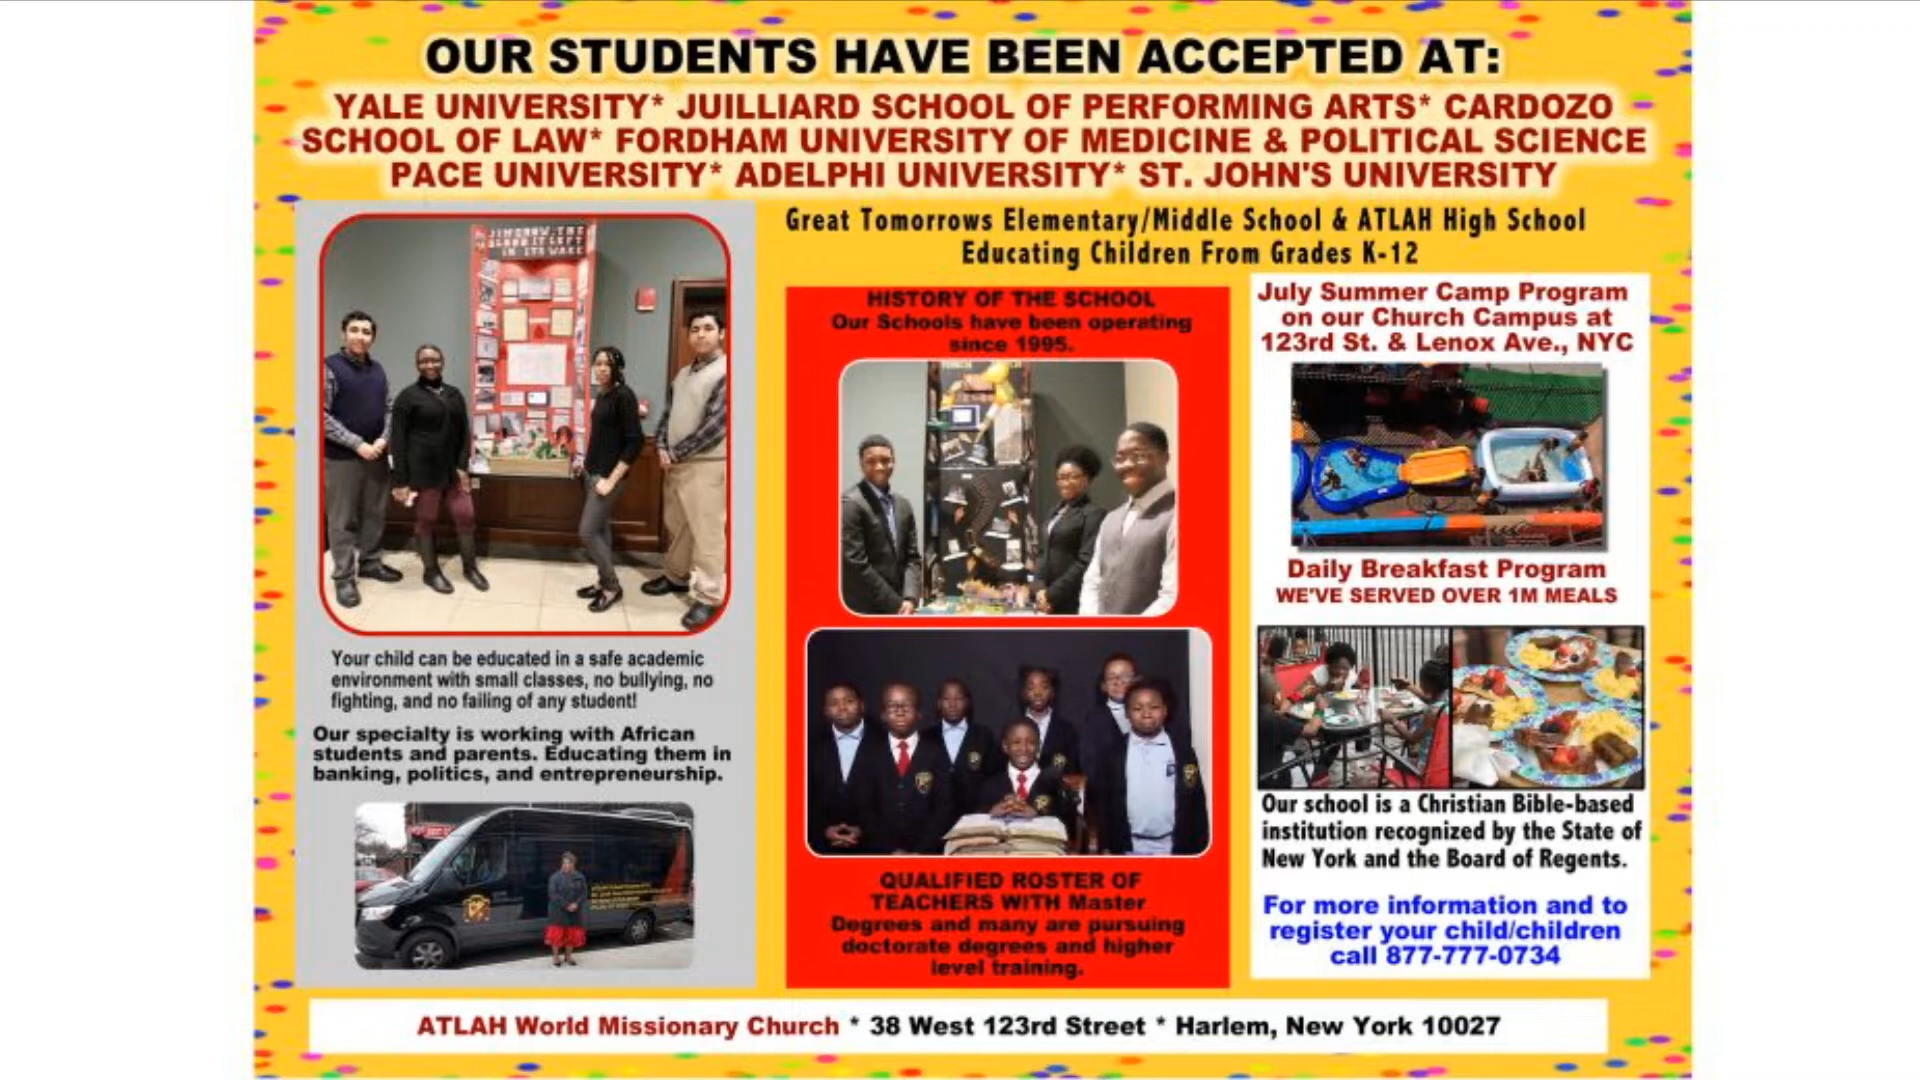 OUR STUDENTS HAVE BEEN ACCEPTED AT:
YALE UNIVERSITY* JUILLIARD SCHOOL OF PERFORMING ARTS* CARDOZO
SCHOOL OF LAW* FORDHAM UNIVERSITY OF MEDICINE & POLITICAL SCIENCE
PACE UNIVERSITY* ADELPHI UNIVERSITY* ST. JOHN'S UNIVERSITY
Great Tomorrows Elementary/Middle School & ATLAH High School
Educating Children From Grades K-12
JIM CROW, THE
BLOOD IT LEFT
IN ITS WAKE
Your child can be educated in a safe academic
environment with small classes, no bullying, no
fighting, and no failing of any student!
Our specialty is working with African
students and parents. Educating them in
banking, politics, and entrepreneurship.
HISTORY OF THE SCHOOL
Our Schools have been operating
since 1995.
QUALIFIED ROSTER OF
TEACHERS WITH Master
Degrees and many are pursuing
doctorate degrees and higher
level training.
July Summer Camp Program
on our Church Campus at
123rd St. & Lenox Ave., NYC
Daily Breakfast Program
WE'VE SERVED OVER 1M MEALS
Our school is a Christian Bible-based
institution recognized by the State of
New York and the Board of Regents.
For more information and to
register your child/children
call 877-777-0734
ATLAH World Missionary Church * 38 West 123rd Street * Harlem, New York 10027